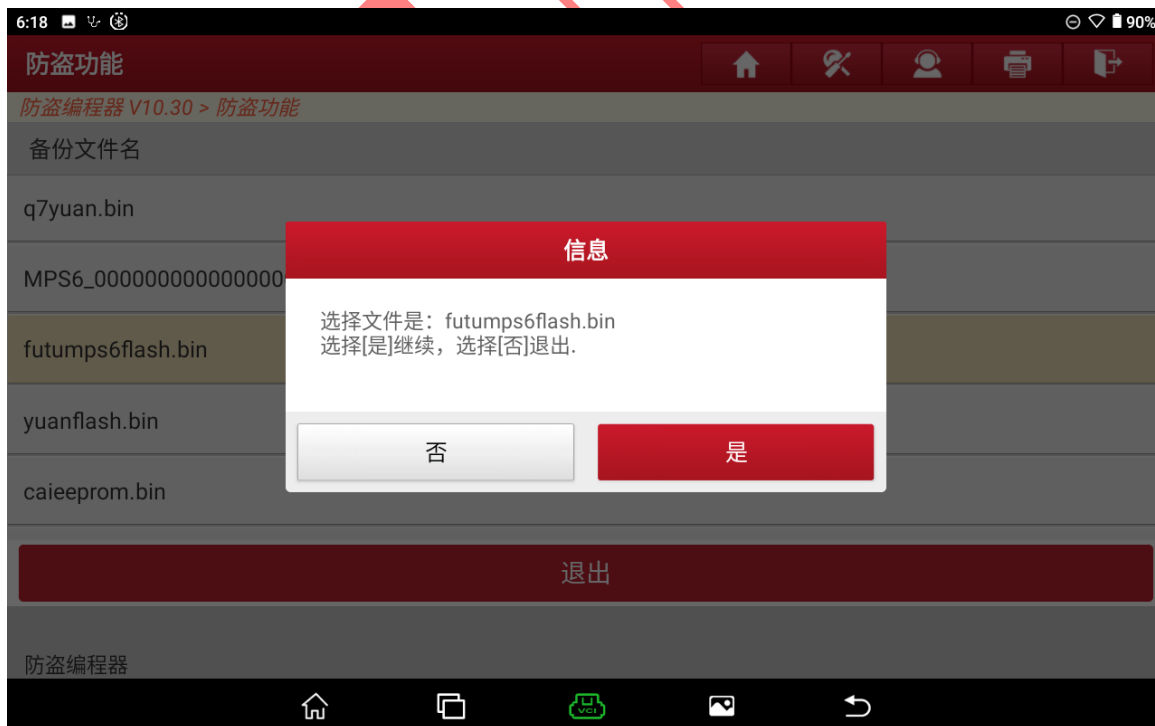 6:18
90%
防盗功能
防盗编程器 V10.30 > 防盗功能
备份文件名
q7yuan.bin
信息
选择文件是：futumps6flash.bin
选择[是]继续，选择[否]退出.
futumps6flash.bin
yuanflash.bin
否
是
caieeprom.bin
退出
防盗编程器
VCI